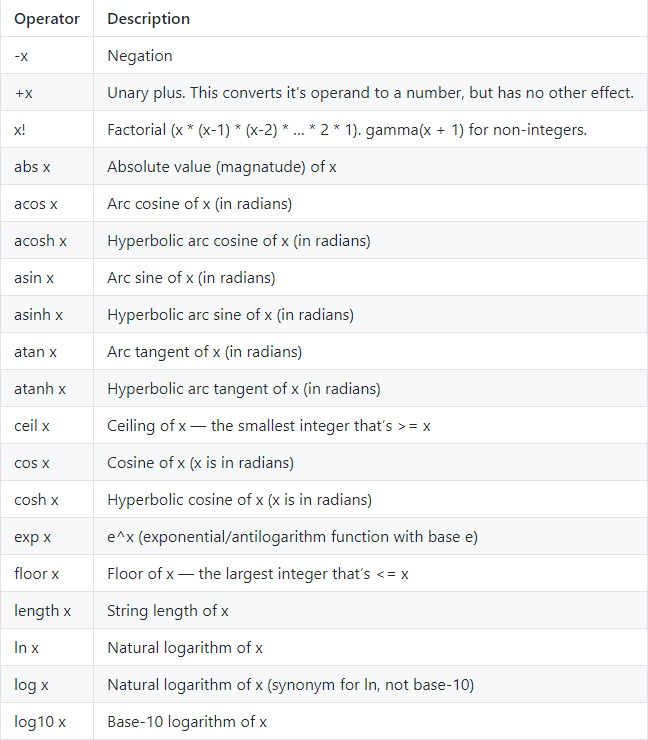 Operator Description
-x Negation
+x Unary plus. This converts it's operand to a number, but has no other effect.
x! Factorial (x * (x-1) * (x-2) * ... * 2 * 1). gamma(x + 1) for non-integers.
abs x Absolute value (magnatude) of x
acos x Arc cosine of x (in radians)
acosh x Hyperbolic arc cosine of x (in radians)
asin x Arc sine of x (in radians)
asinh x Hyperbolic arc sine of x (in radians)
atan x Arc tangent of x (in radians)
atanh x Hyperbolic arc tangent of x (in radians)
ceil x Ceiling of x — the smallest integer that's >= x
cos x Cosine of x (x is in radians)
cosh x Hyperbolic cosine of x (x is in radians)
exp x e^x (exponential/antilogarithm function with base e)
floor x Floor of x — the largest integer that's <= x
length x String length of x
ln x Natural logarithm of x
log x Natural logarithm of x (synonym for ln, not base-10)
log10 x Base-10 logarithm of x